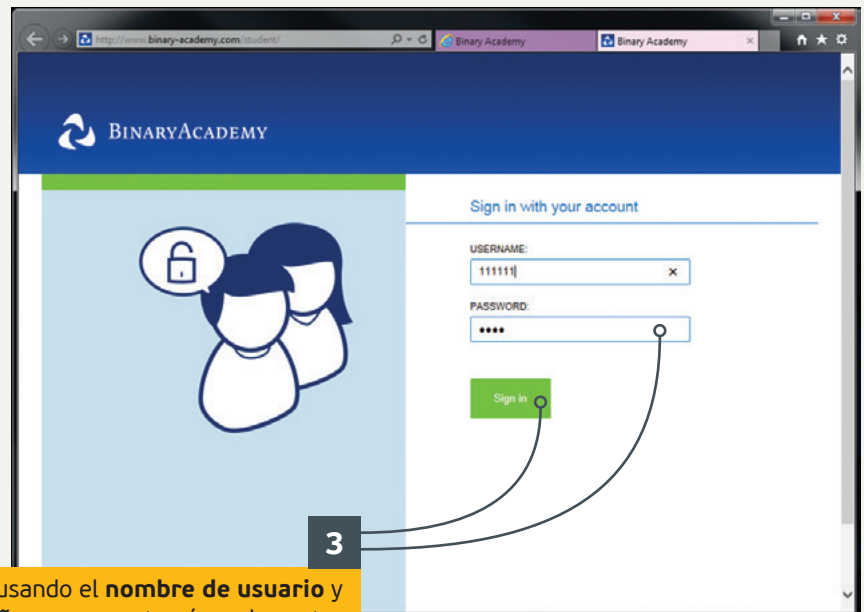 http://www.binary-academy.com/student/
Binary Academy
Binary Academy
BINARYACADEMY
Sign in with your account
USERNAME:
111111
PASSWORD:
••••
Sign in
3
usando el nombre de usuario y